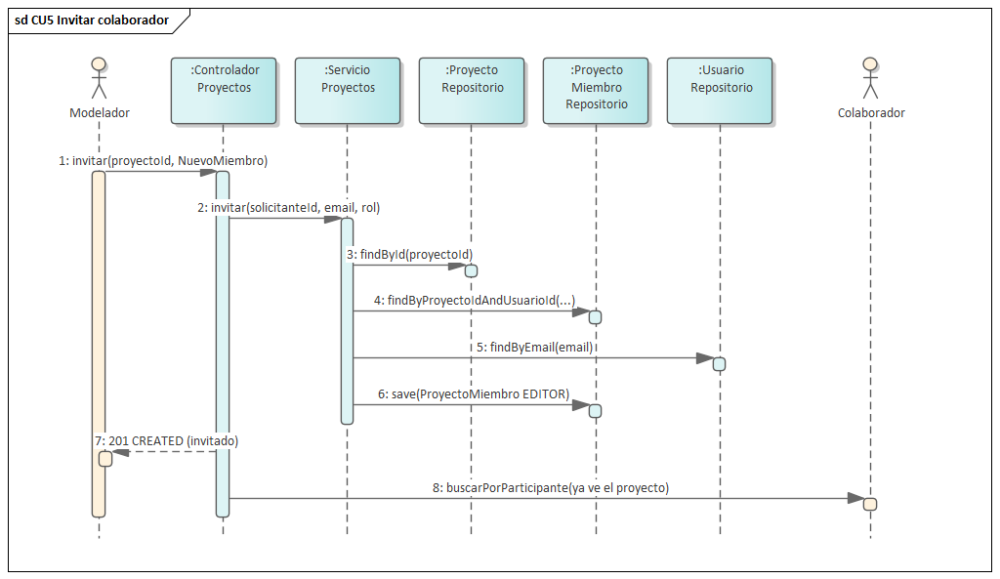 sd CU5 Invitar colaborador
Modelador
:Controlador
Proyectos
:Servicio
Proyectos
:Proyecto
Repositorio
:Proyecto
Miembro
Repositorio
:Usuario
Repositorio
Colaborador
1: invitar(proyectoId, NuevoMiembro)
2: invitar(solicitanteId, email, rol)
3: findById(proyectoId)
4: findByProyectoIdAndUsuarioId(...)
5: findByEmail(email)
6: save(ProyectoMiembro EDITOR)
7: 201 CREATED (invitado)
8: buscarPorParticipante(ya ve el proyecto)